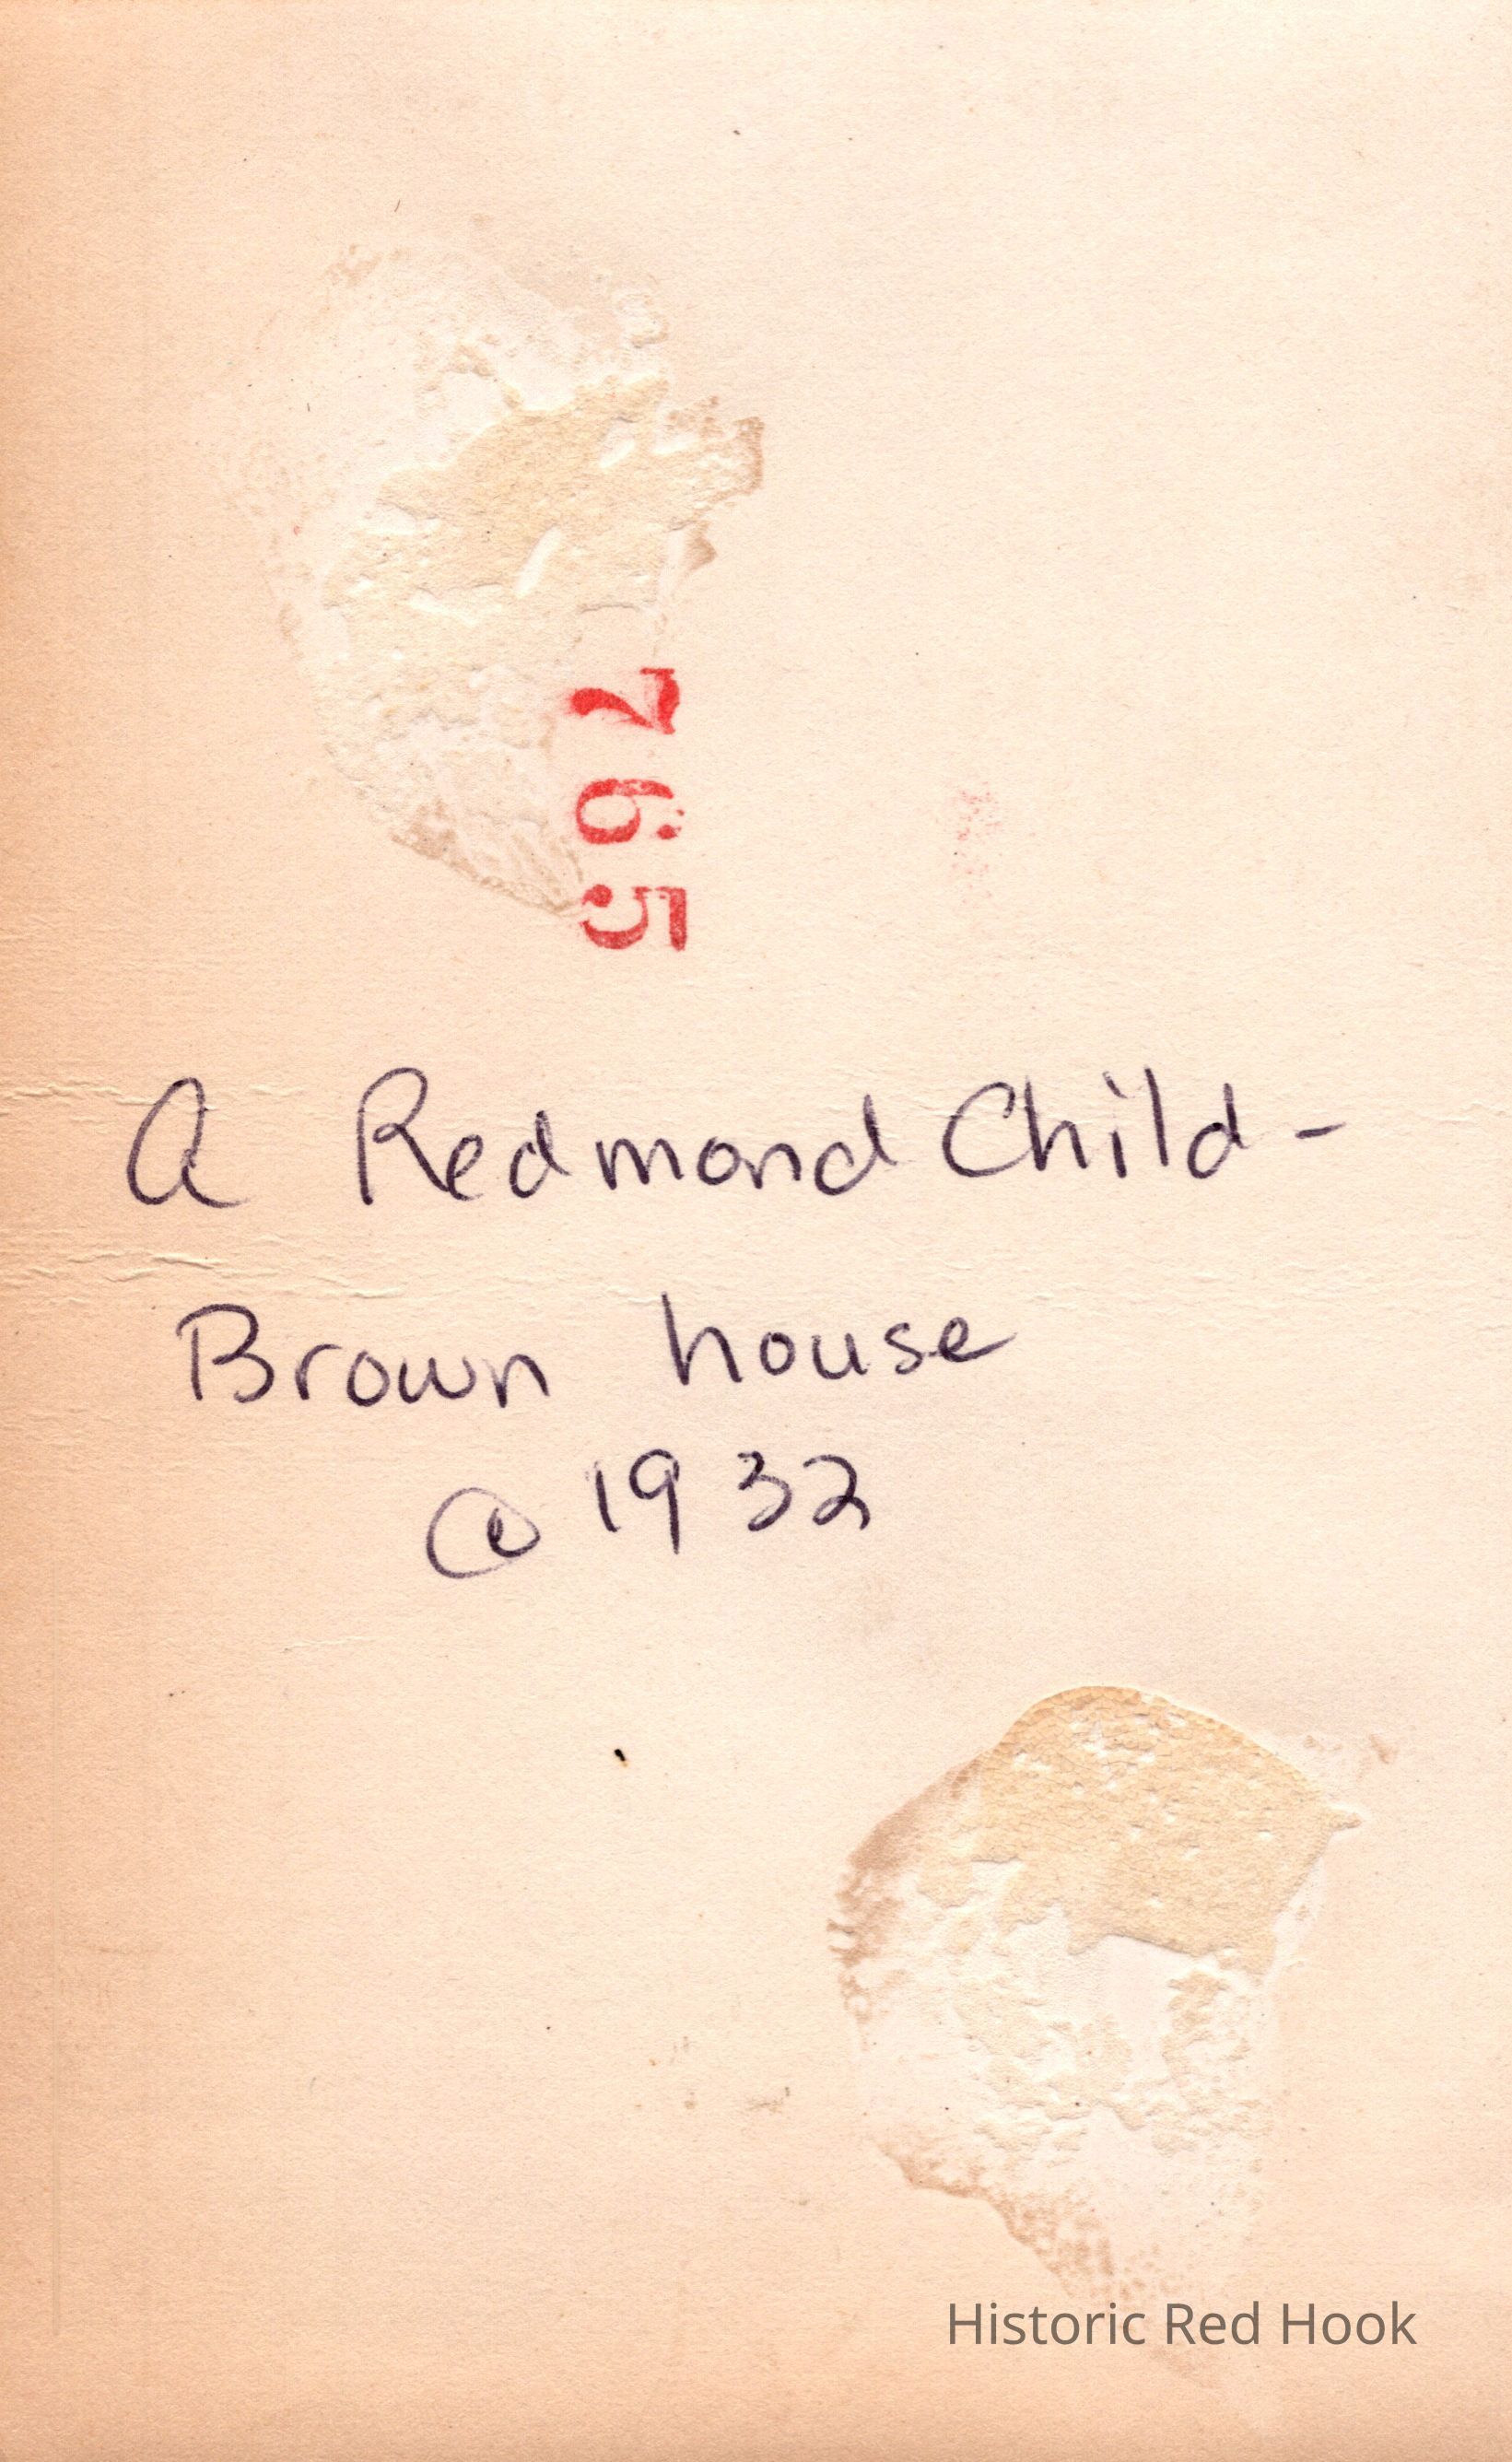 765
a Redmond Child -
Brown house
@ 1932
Historic Red Hook